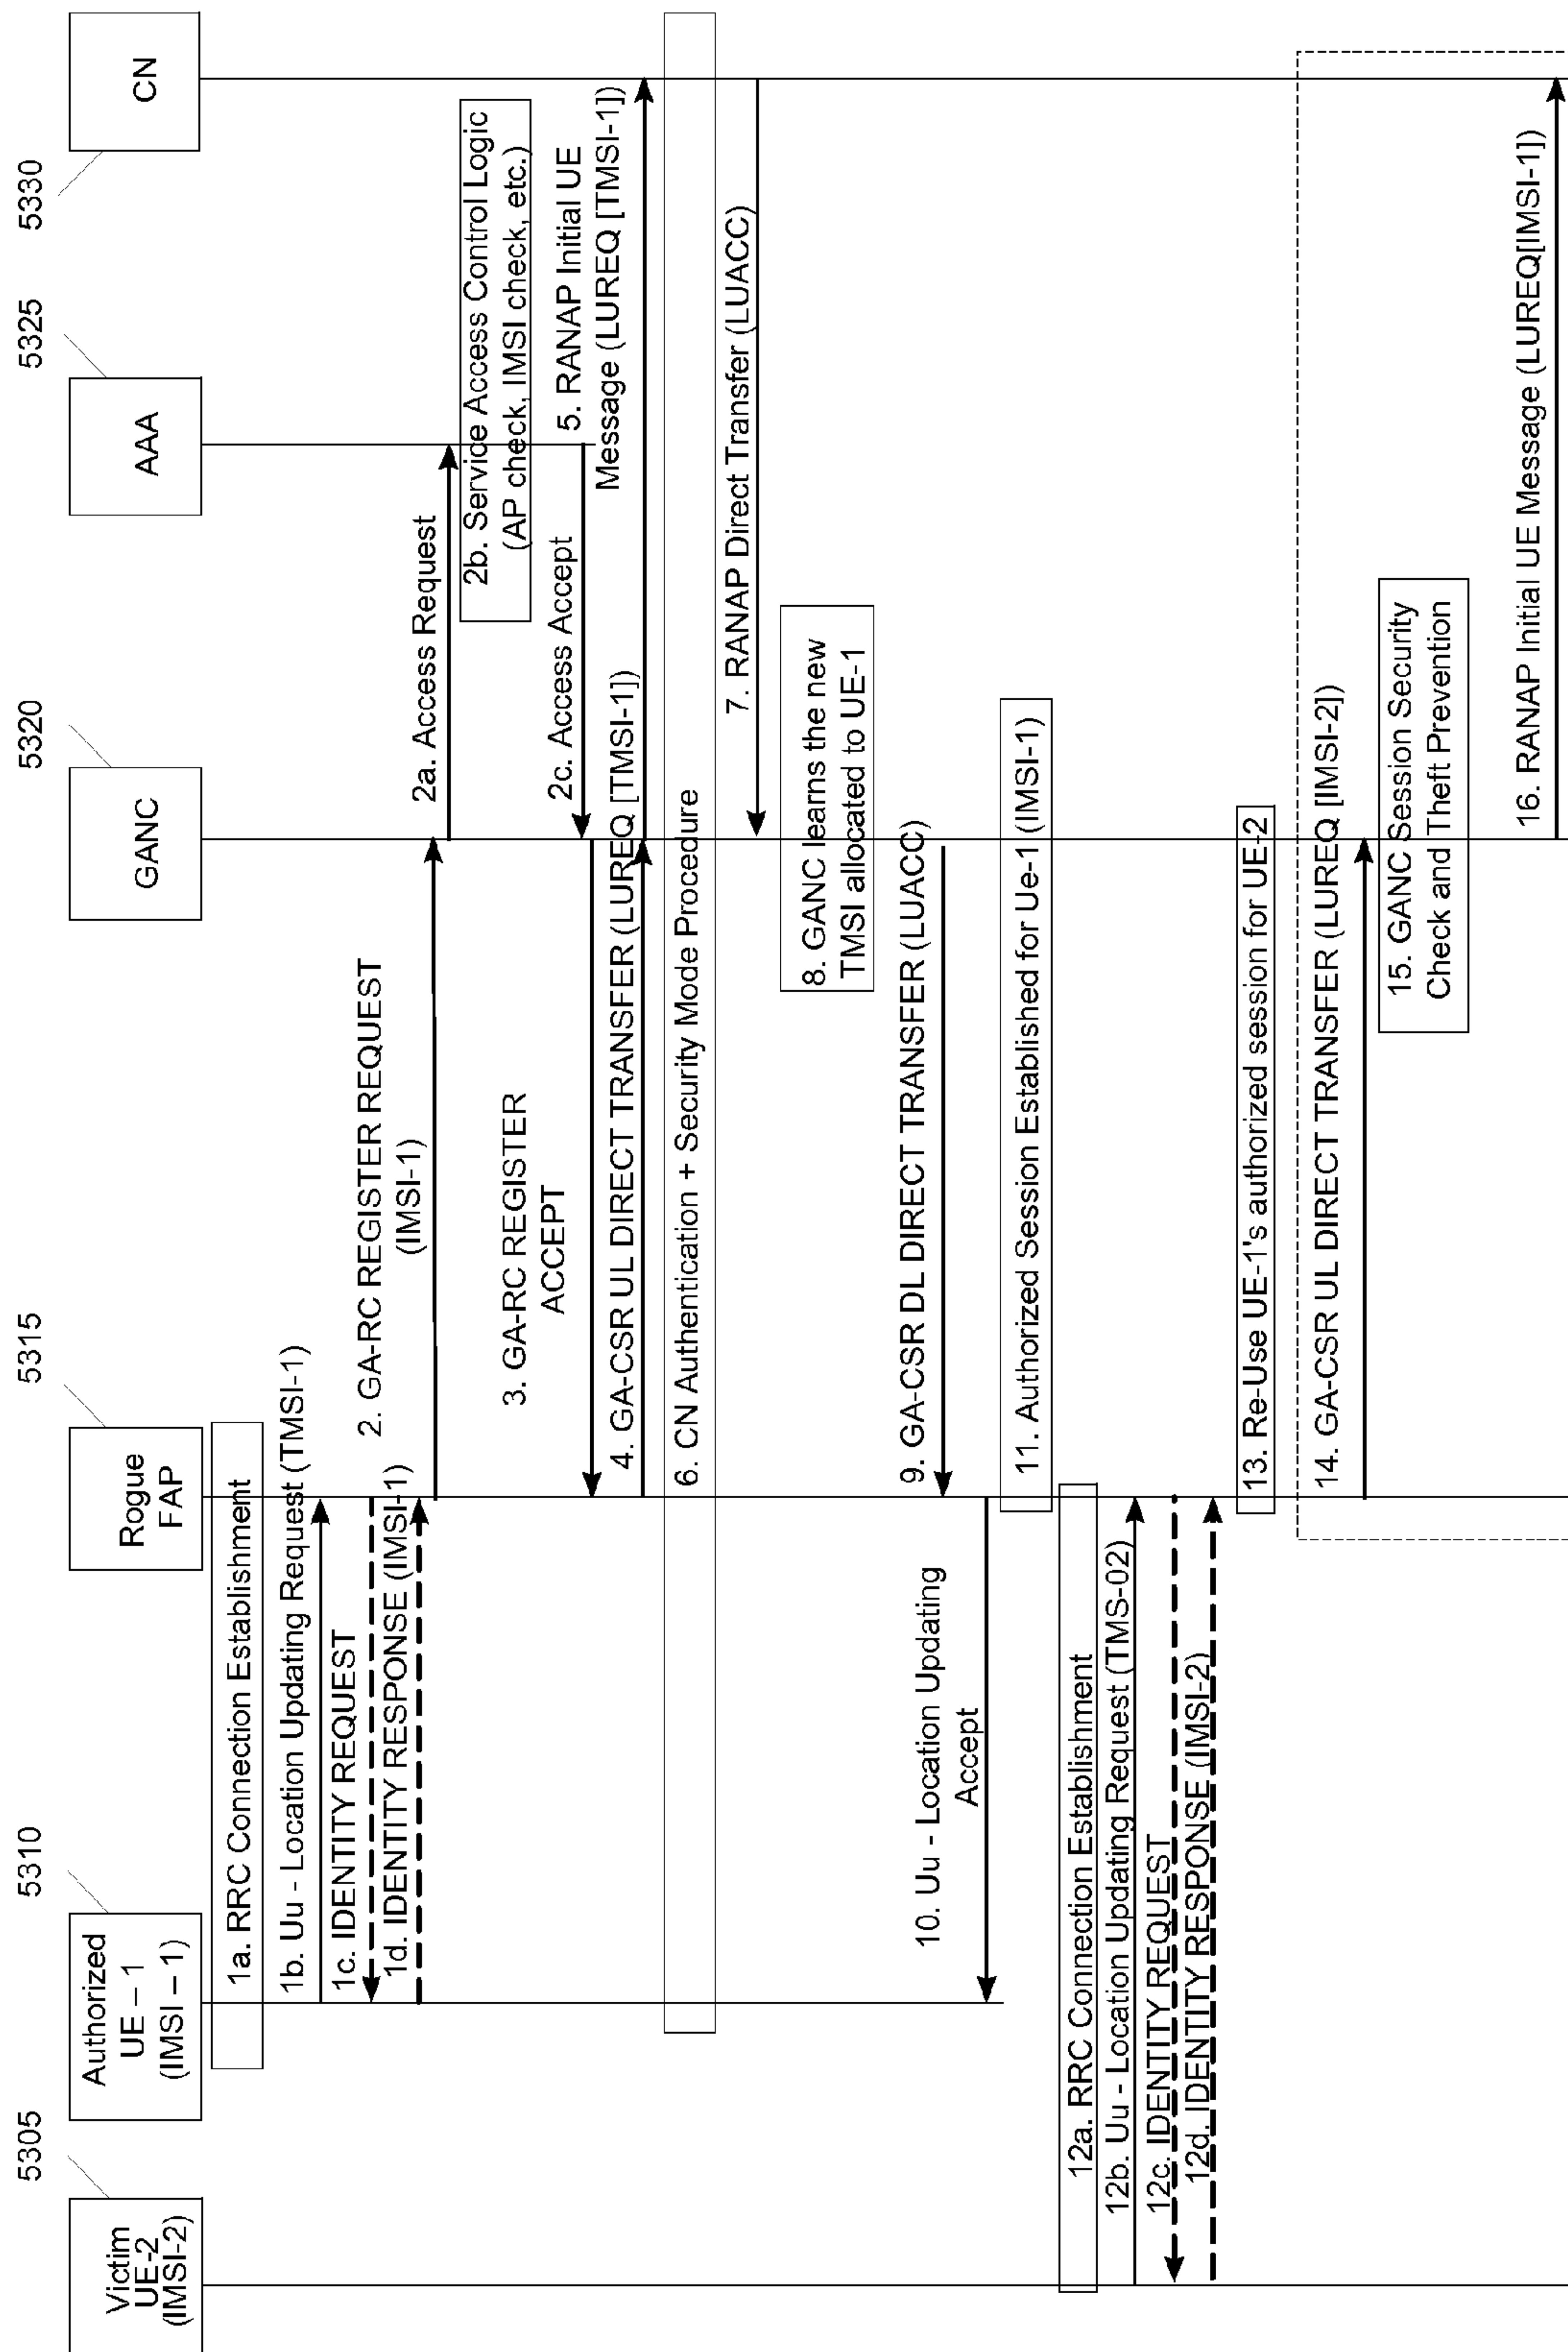 5305
5310
5315
5320
5325
5330
Victim
UE-2
(IMSI-2)
Authorized
UE – 1
(IMSI – 1)
Rogue
FAP
GANC
AAA
CN
1a. RRC Connection Establishment
1b. Uu - Location Updating Request (TMSI-1)
1c. IDENTITY REQUEST
1d. IDENTITY RESPONSE (IMSI-1)
2. GA-RC REGISTER REQUEST
(IMSI-1)
2a. Access Request
2b. Service Access Control Logic
(AP check, IMSI check, etc.)
2c. Access Accept
3. GA-RC REGISTER
ACCEPT
4. GA-CSR UL DIRECT TRANSFER (LUREQ [TMSI-1])
5. RANAP Initial UE
Message (LUREQ [TMSI-1])
6. CN Authentication + Security Mode Procedure
7. RANAP Direct Transfer (LUACC)
8. GANC learns the new
TMSI allocated to UE-1
9. GA-CSR DL DIRECT TRANSFER (LUACC)
10. Uu - Location Updating
Accept
11. Authorized Session Established for Ue-1 (IMSI-1)
12a. RRC Connection Establishment
12b. Uu - Location Updating Request (TMS-02)
12c. IDENTITY REQUEST
12d. IDENTITY RESPONSE (IMSI-2)
13. Re-Use UE-1's authorized session for UE-2
14. GA-CSR UL DIRECT TRANSFER (LUREQ [IMSI-2])
15. GANC Session Security
Check and Theft Prevention
16. RANAP Initial UE Message (LUREQ[IMSI-1])